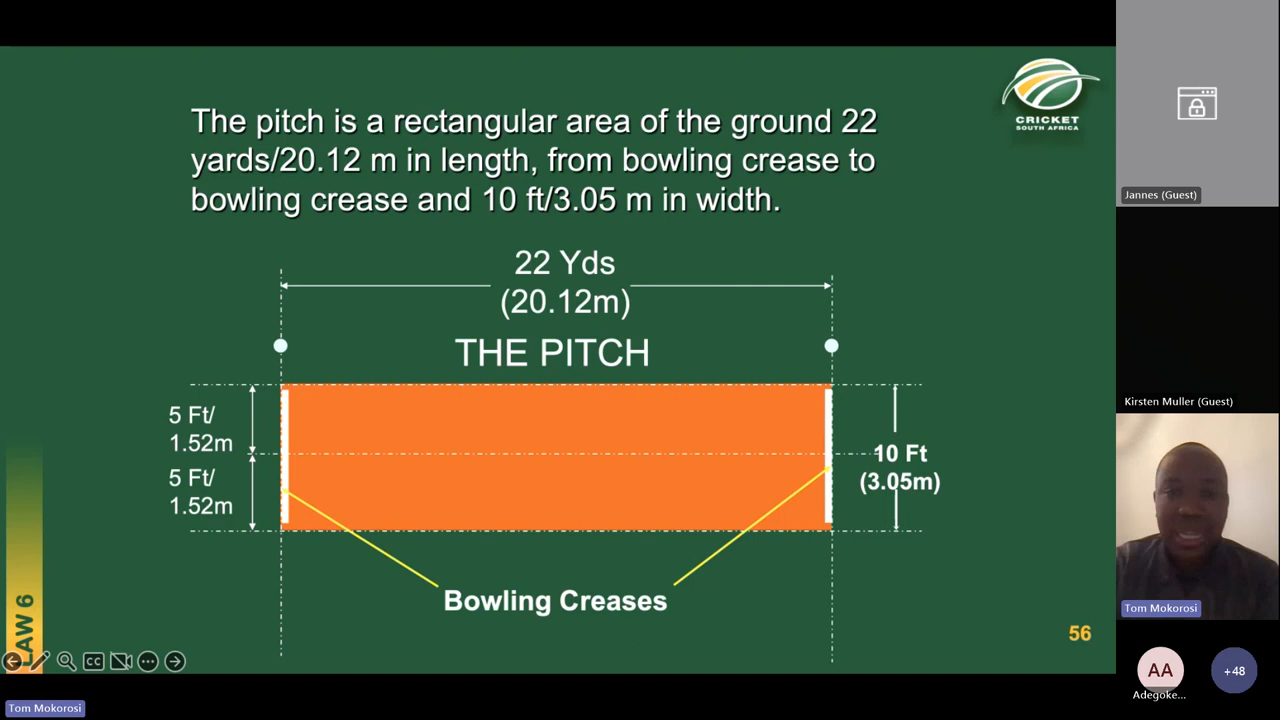 The pitch is a rectangular area of the ground 22
yards/20.12 m in length, from bowling crease to
bowling crease and 10 ft/3.05 m in width.
CRICKET
SOUTH AFRICA
22 Yds
(20.12m)
THE PITCH
5 Ft/
1.52m
5 Ft/
1.52m
10 Ft
(3.05m)
Bowling Creases
LAW 6
56
CC
Tom Mokorosi
Jannes (Guest)
Kirsten Muller (Guest)
Tom Mokorosi
AA
Adegoke...
+48